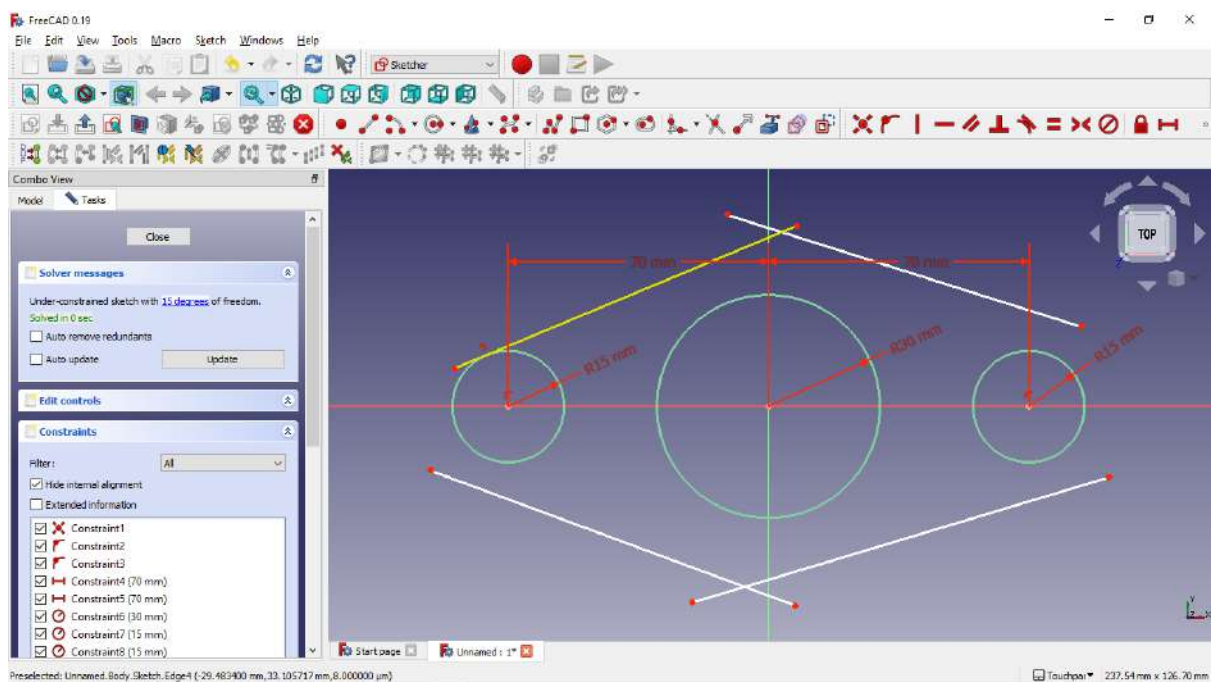 FreeCAD 0.19
File Edit View Tools Macro Sketch Windows Help
Sketcher
Combo View
Model Tasks
Close
Solver messages
Under-constrained sketch with 15 degrees of freedom.
Solved in 0 sec
Auto remove redundants
Auto update Update
Edit controls
Constraints
Filter: All
Hide internal alignment
Extended information
Constraint1
Constraint2
Constraint3
Constraint4 (70 mm)
Constraint5 (70 mm)
Constraint6 (30 mm)
Constraint7 (15 mm)
Constraint8 (15 mm)
70 mm 70 mm
R15 mm R30 mm R15 mm
TOP
Z
Y
Z X
Start page Unnamed : 1*
Preselected: Unnamed.Body.Sketch.Edge4 (-29.483400 mm,33.105717 mm,8.000000 µm) Touchpad 237.54 mm x 126.70 mm